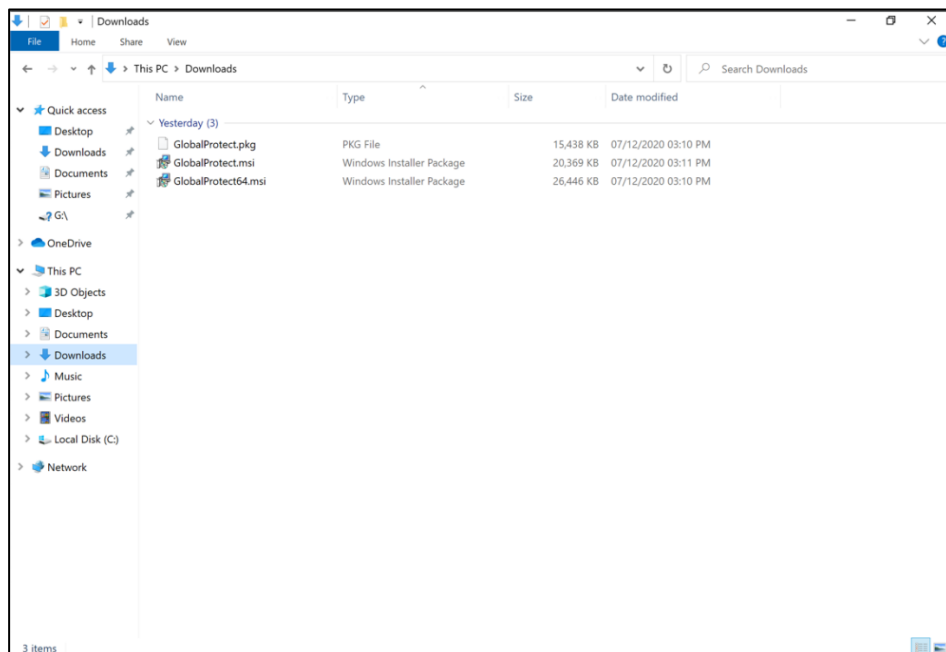 Downloads
File Home Share View
This PC > Downloads
Search Downloads
Name Type Size Date modified
Quick access
Yesterday (3)
Desktop
GlobalProtect.pkg PKG File 15,438 KB 07/12/2020 03:10 PM
Downloads
GlobalProtect.msi Windows Installer Package 20,369 KB 07/12/2020 03:11 PM
Documents
GlobalProtect64.msi Windows Installer Package 26,446 KB 07/12/2020 03:10 PM
Pictures
G:\
OneDrive
This PC
3D Objects
Desktop
Documents
Downloads
Music
Pictures
Videos
Local Disk (C:)
Network
3 items